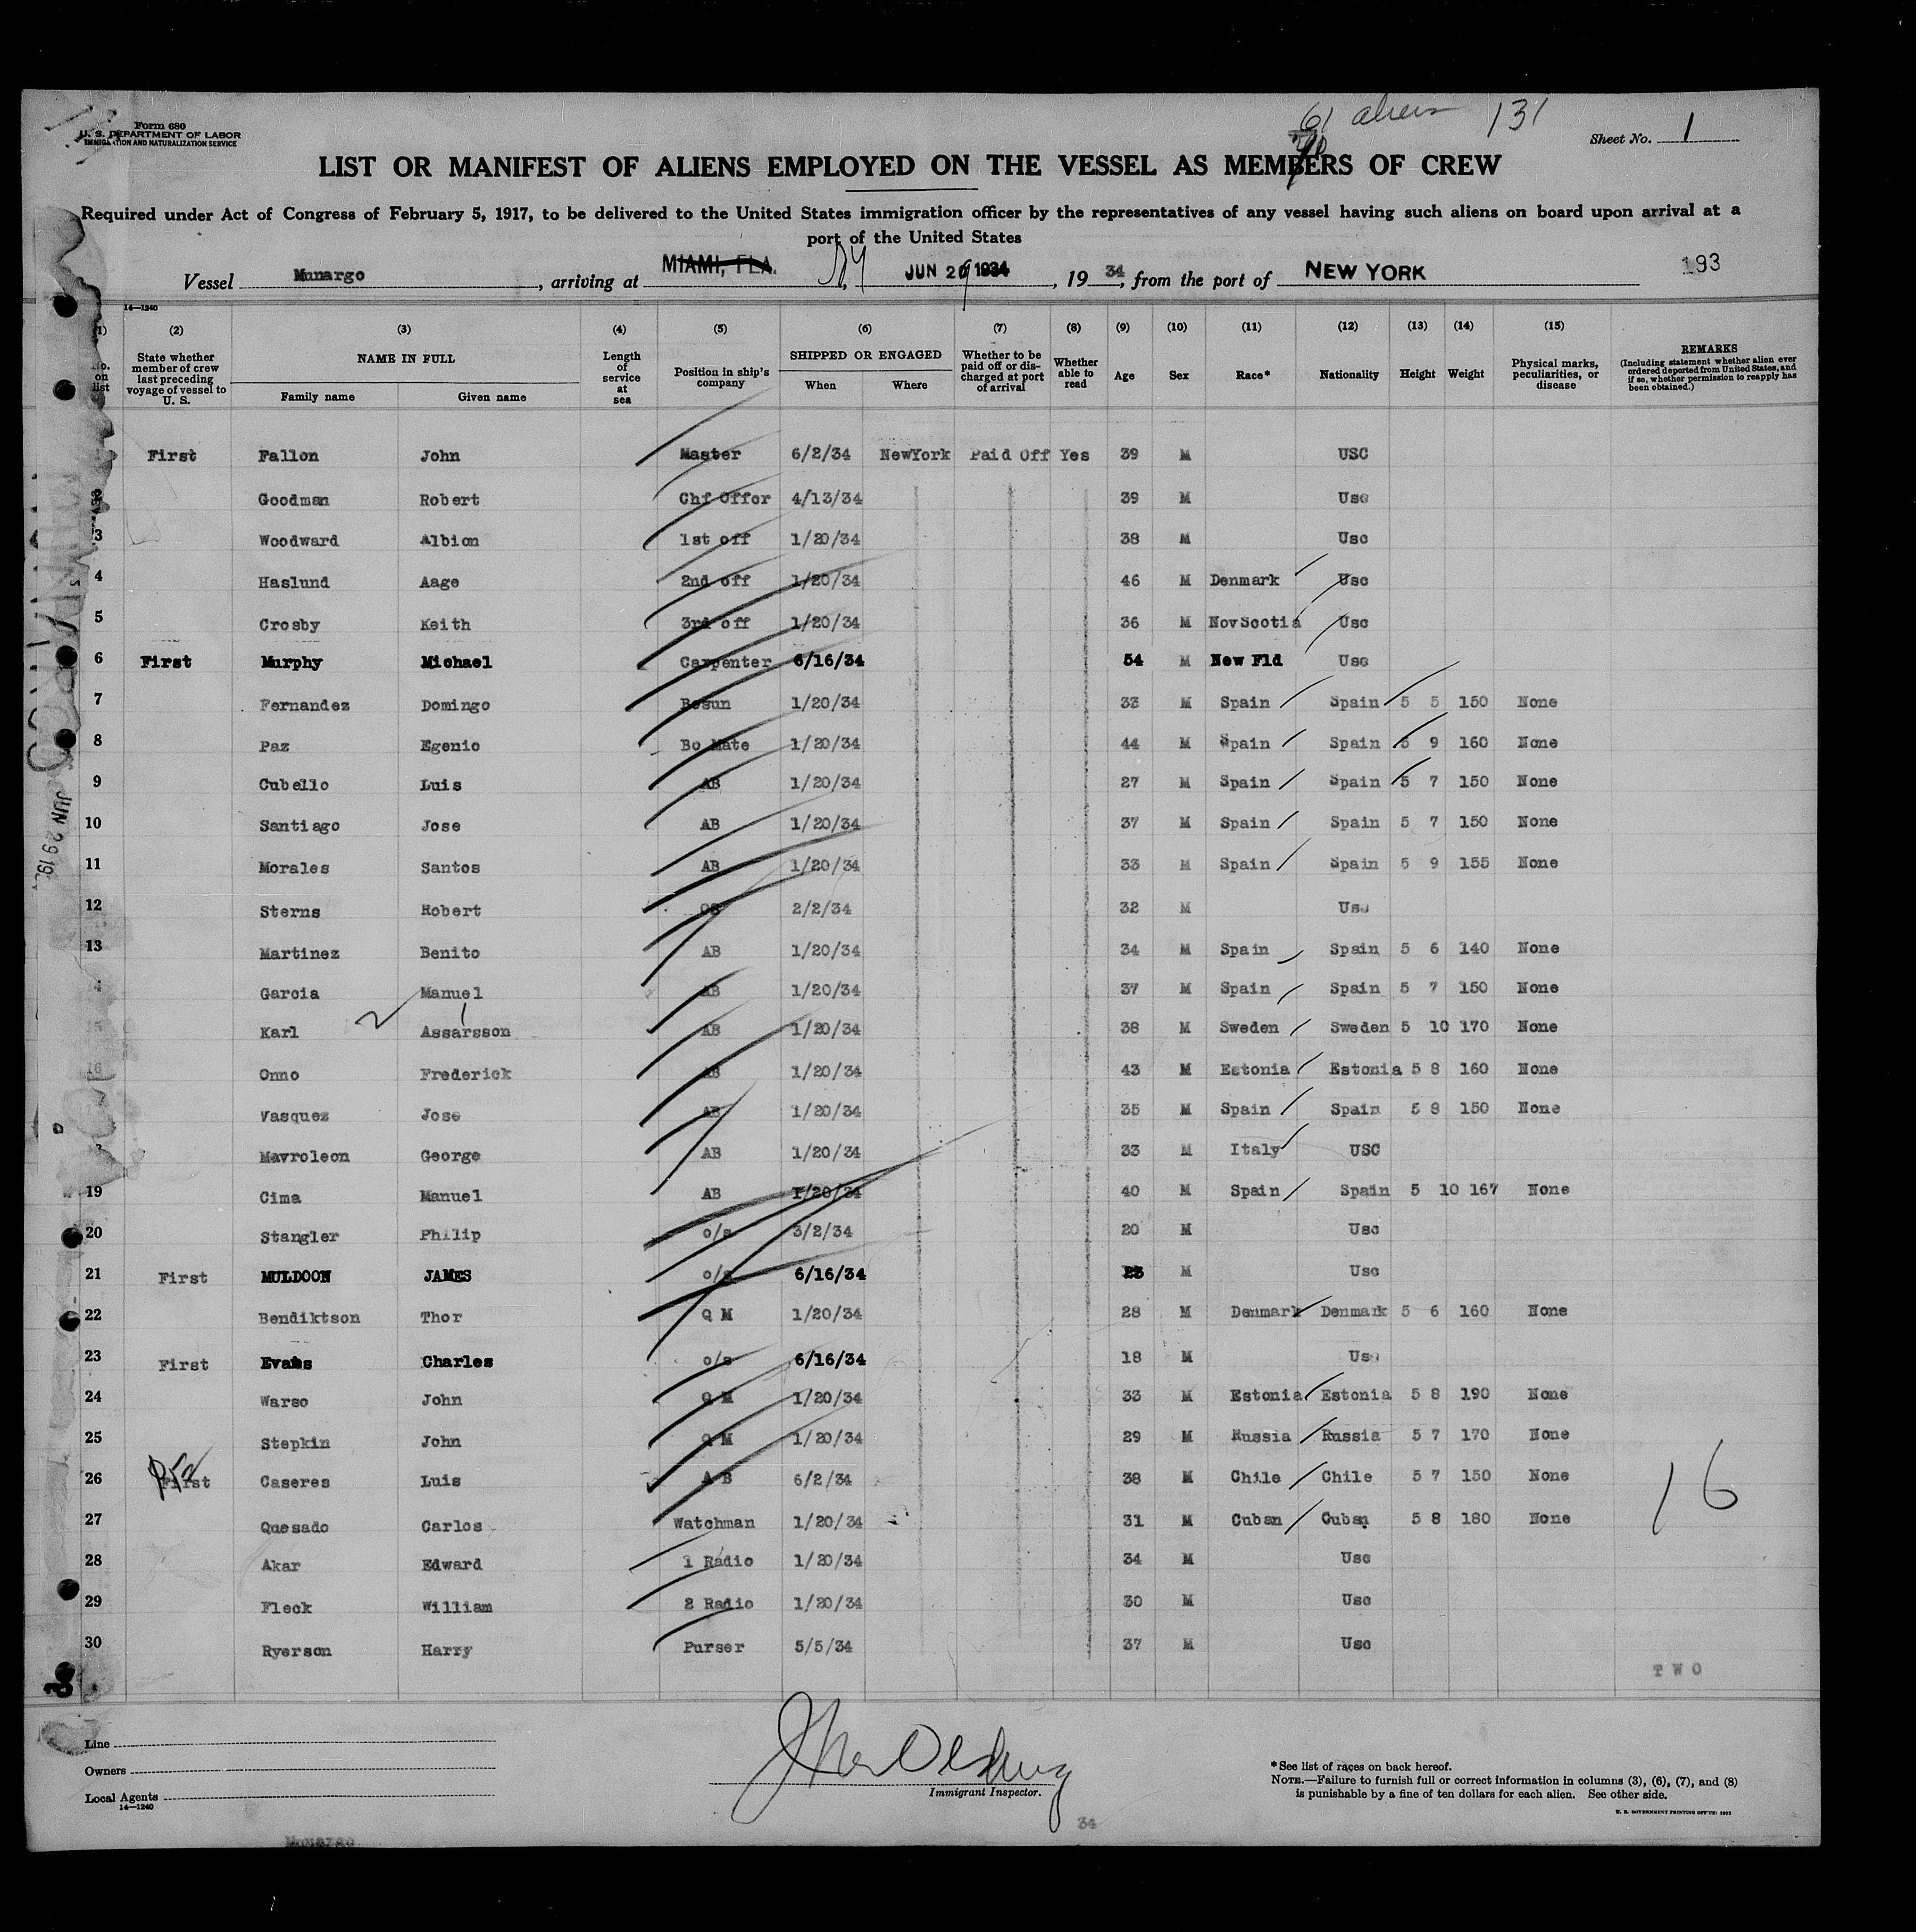 Form 680
U. S. DEPARTMENT OF LABOR
IMMIGRATION AND NATURALIZATION SERVICE
61 aliens 131
Sheet No. 1
LIST OR MANIFEST OF ALIENS EMPLOYED ON THE VESSEL AS MEMBERS OF CREW
Required under Act of Congress of February 5, 1917, to be delivered to the United States immigration officer by the representatives of any vessel having such aliens on board upon arrival at a
port of the United States
Vessel Munargo, arriving at MIAMI, FLA. NY, JUN 29 1934, 19 34, from the port of NEW YORK 193
14—1240
(1) (2) (3) (4) (5) (6) (7) (8) (9) (10) (11) (12) (13) (14) (15)
No. on list State whether member of crew last preceding voyage of vessel to U. S. NAME IN FULL Family name Given name Length of service at sea Position in ship's company SHIPPED OR ENGAGED When Where Whether to be paid off or discharged at port of arrival Whether able to read Age Sex Race* Nationality Height Weight Physical marks, peculiarities, or disease REMARKS (Including statement whether alien ever ordered deported from United States, and if so, whether permission to reapply has been obtained.)
First Fallon John Master 6/2/34 NewYork Paid Off Yes 39 M USC
Goodman Robert Chf Offcr 4/13/34 39 M Usc
3 Woodward Albion 1st off 1/20/34 38 M Usc
4 Haslund Aage 2nd off 1/20/34 46 M Denmark Usc
5 Crosby Keith 3rd off 1/20/34 36 M NovScotia Usc
6 First Murphy Michael Carpenter 6/16/34 54 M New Fld Usc
7 Fernandez Domingo Bosun 1/20/34 33 M Spain Spain 5 5 150 None
8 Paz Egenio Bo Mate 1/20/34 44 M Spain Spain 5 9 160 None
9 Cubello Luis AB 1/20/34 27 M Spain Spain 5 7 150 None
10 Santiago Jose AB 1/20/34 37 M Spain Spain 5 7 150 None
11 Morales Santos AB 1/20/34 33 M Spain Spain 5 9 155 None
12 Sterns Robert OS 2/2/34 32 M Usc
13 Martinez Benito AB 1/20/34 34 M Spain Spain 5 6 140 None
Garcia Manuel AB 1/20/34 37 M Spain Spain 5 7 150 None
15 Karl Assarsson AB 1/20/34 38 M Sweden Sweden 5 10 170 None
16 Onno Frederick AB 1/20/34 43 M Estonia Estonia 5 8 160 None
Vasquez Jose AB 1/20/34 35 M Spain Spain 5 8 150 None
Mavroleon George AB 1/20/34 33 M Italy USC
19 Cima Manuel AB 1/20/34 40 M Spain Spain 5 10 167 None
20 Stangler Philip o/s 3/2/34 20 M Usc
21 First MULDOON JAMES o/s 6/16/34 23 M Usc
22 Bendiktson Thor Q M 1/20/34 28 M Denmark Denmark 5 6 160 None
23 First Evans Charles o/s 6/16/34 18 M Usc
24 Warso John Q M 1/20/34 33 M Estonia Estonia 5 8 190 None
25 Stepkin John Q M 1/20/34 29 M Russia Russia 5 7 170 None
26 First Caseres Luis A B 6/2/34 38 M Chile Chile 5 7 150 None
16
27 Quesado Carlos Watchman 1/20/34 31 M Cuban Cuban 5 8 180 None
28 Akar Edward 1 Radio 1/20/34 34 M Usc
29 Fleck William 2 Radio 1/20/34 30 M Usc
30 Ryerson Harry Purser 5/5/34 37 M Usc
TWO
JUN 29 19
Line
Owners
Local Agents
14—1240
Immigrant Inspector.
*See list of races on back hereof.
NOTE.—Failure to furnish full or correct information in columns (3), (6), (7), and (8)
is punishable by a fine of ten dollars for each alien. See other side.
U. S. GOVERNMENT PRINTING OFFICE: 1933
34
Munargo